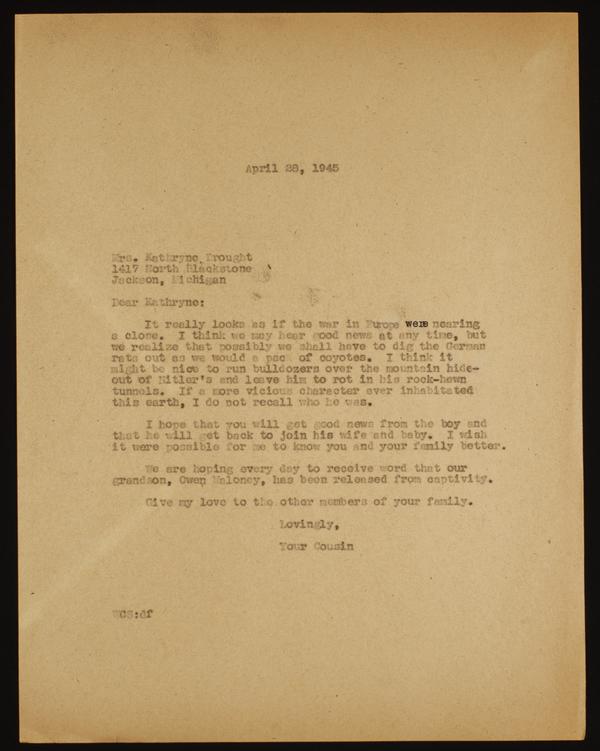 April 28, 1945
Mrs. Kathryne Drought
1417 North Blackstone
Jackson, Michigan
Dear Kathryne:
It really looks as if the war in Europe were nearing
a close. I think we may hear good news at any time, but
we realize that possibly we shall have to dig the German
rats out as we would a pack of coyotes. I think it
might be nice to run bulldozers over the mountain hide-
out of Hitler's and leave him to rot in his rock-hewn
tunnels. If a more vicious character ever inhabitated
this earth, I do not recall who he was.
I hope that you will get good news from the boy and
that he will get back to join his wife and baby. I wish
it were possible for me to know you and your family better.
We are hoping every day to receive word that our
grandson, Owen Maloney, has been released from captivity.
Give my love to the other members of your family.
Lovingly,
Your Cousin
WCS:df